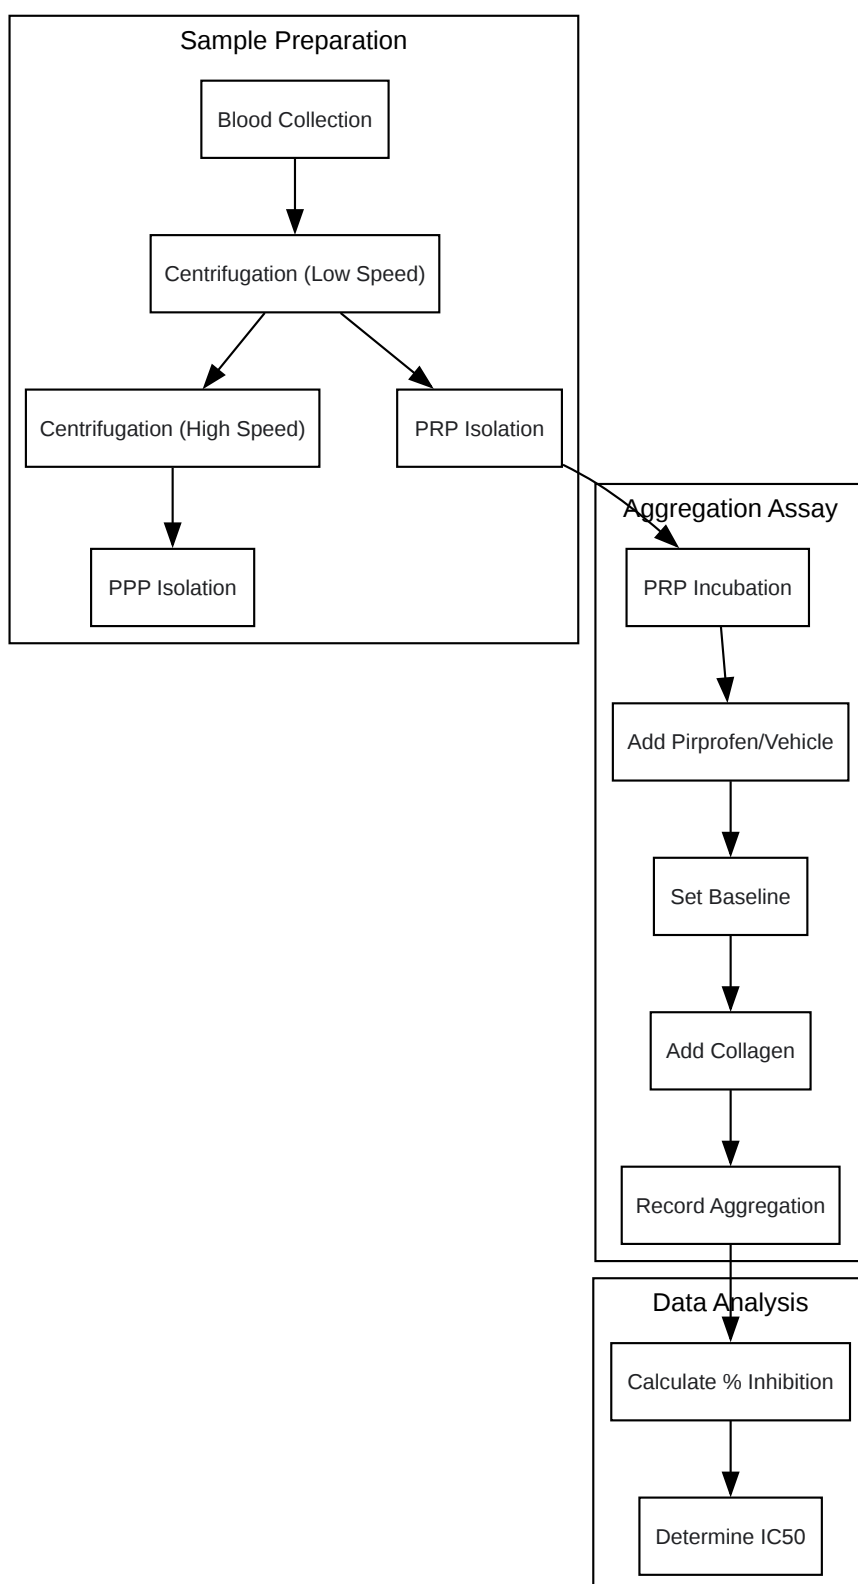 Sample Preparation
Blood Collection
Centrifugation (Low Speed)
Centrifugation (High Speed)
PRP Isolation
PPP Isolation
Aggregation Assay
PRP Incubation
Add Pirprofen/Vehicle
Set Baseline
Add Collagen
Record Aggregation
Data Analysis
Calculate % Inhibition
Determine IC50